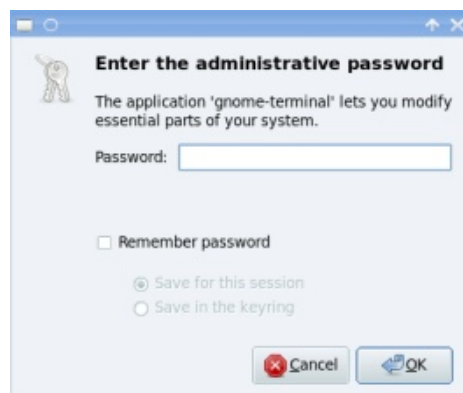 Enter the administrative password
The application 'gnome-terminal' lets you modify
essential parts of your system.
Password:
Remember password
Save for this session
Save in the keyring
Cancel
OK